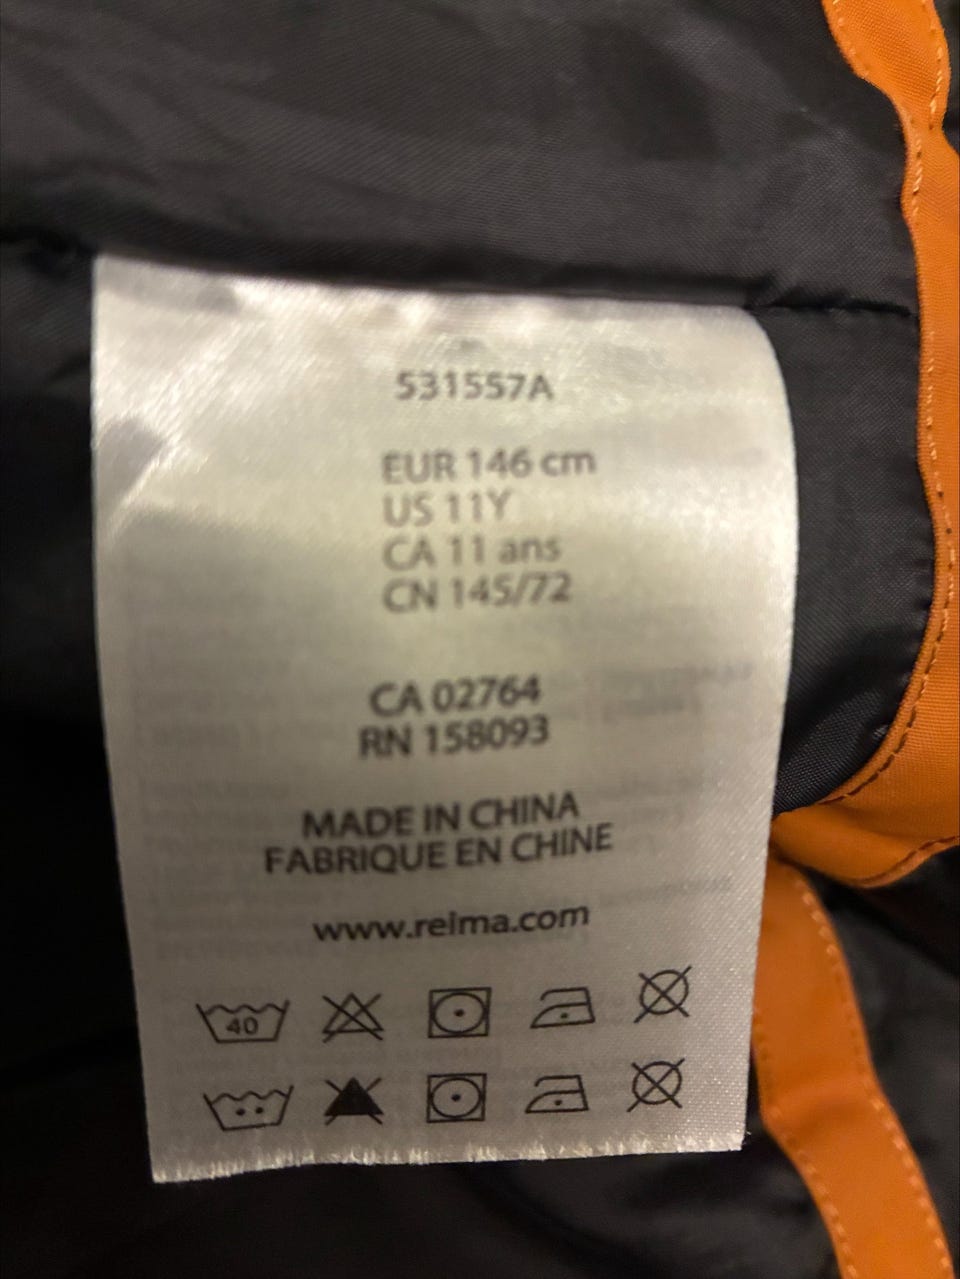 531557A
EUR 146 cm
US 11Y
CA 11 ans
CN 145/72
CA 02764
RN 158093
MADE IN CHINA
FABRIQUE EN CHINE
www.reima.com
40